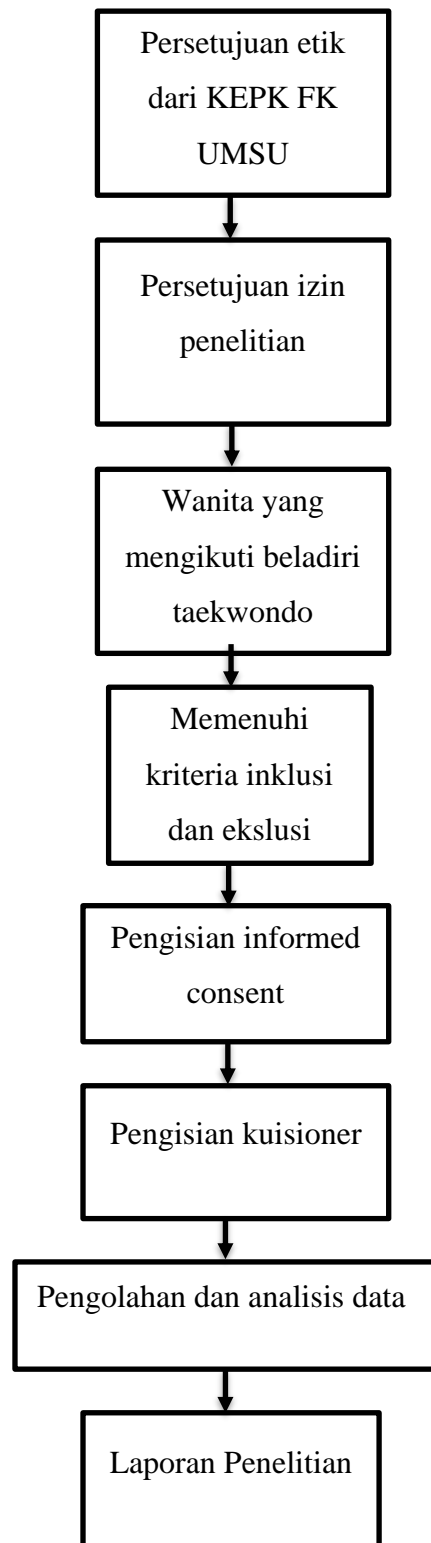 Persetujuan etik
dari KEPK FK
UMSU
Persetujuan izin
penelitian
Wanita yang
mengikuti beladiri
taekwondo
Memenuhi
kriteria inklusi
dan ekslusi
Pengisian informed
consent
Pengisian kuisioner
Pengolahan dan analisis data
Laporan Penelitian